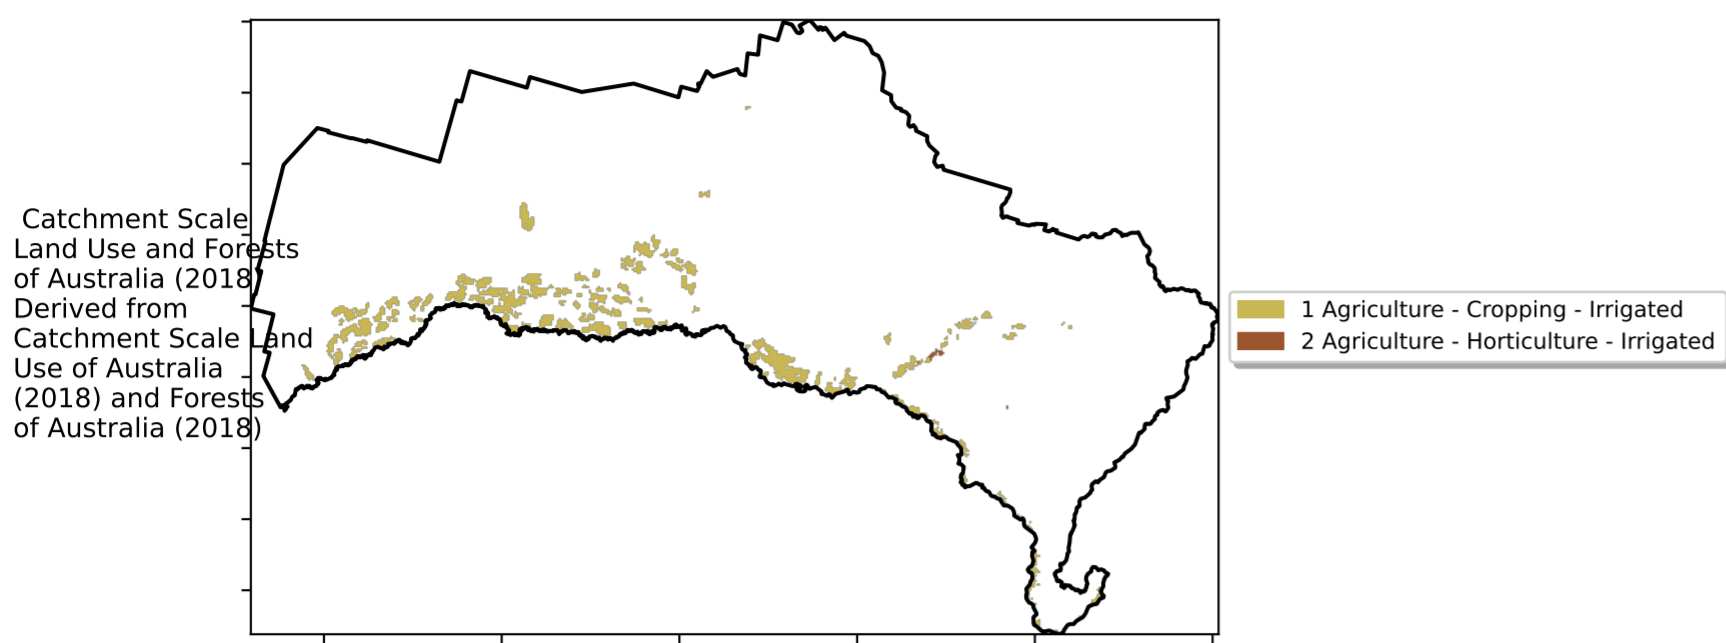 Catchment Scale
Land Use and Forests
of Australia (2018)
Derived from
Catchment Scale Land
Use of Australia
(2018) and Forests
of Australia (2018)
1 Agriculture - Cropping - Irrigated
2 Agriculture - Horticulture - Irrigated